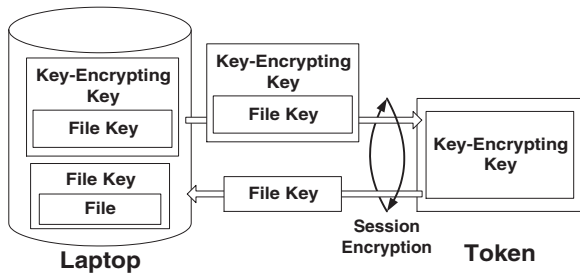 Key-Encrypting
Key
File Key
File Key
File
Laptop
Key-Encrypting
Key
File Key
File Key
Session
Encryption
Key-Encrypting
Key
Token